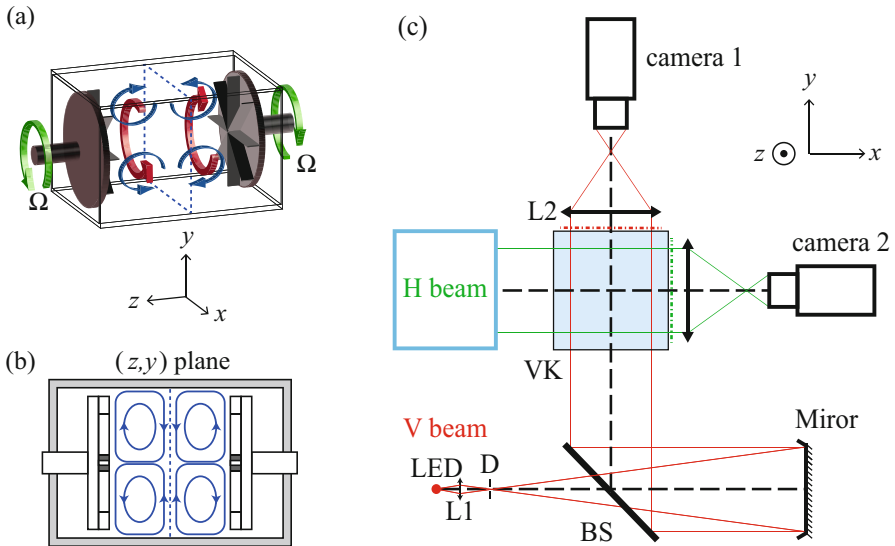 (a)
Ω
Ω
y
z
x
(b)
(z,y) plane
(c)
camera 1
y
z
x
L2
camera 2
H beam
VK
V beam
Miror
LED
D
L1
BS